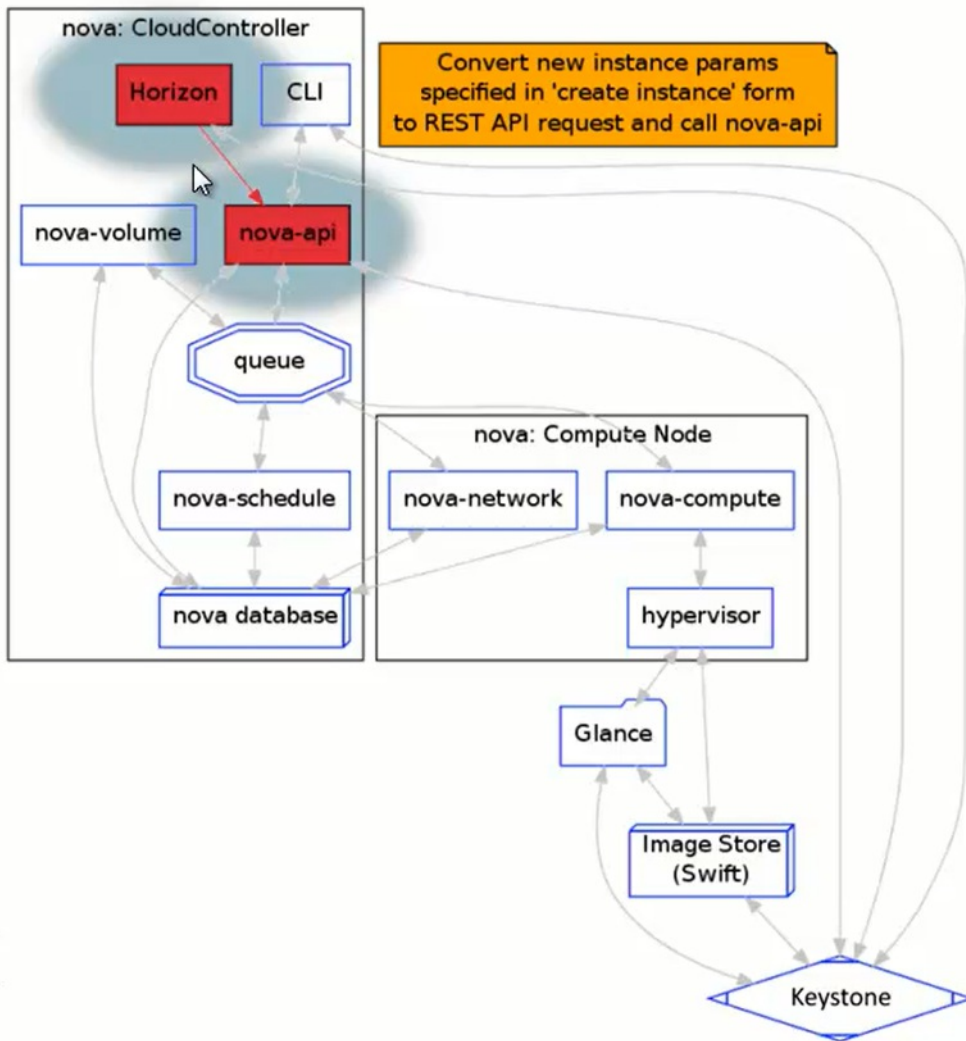 nova: CloudController
Horizon
CLI
Convert new instance params
specified in 'create instance' form
to REST API request and call nova-api
nova-volume
nova-api
queue
nova: Compute Node
nova-schedule
nova-network
nova-compute
nova database
hypervisor
Glance
Image Store
(Swift)
Keystone